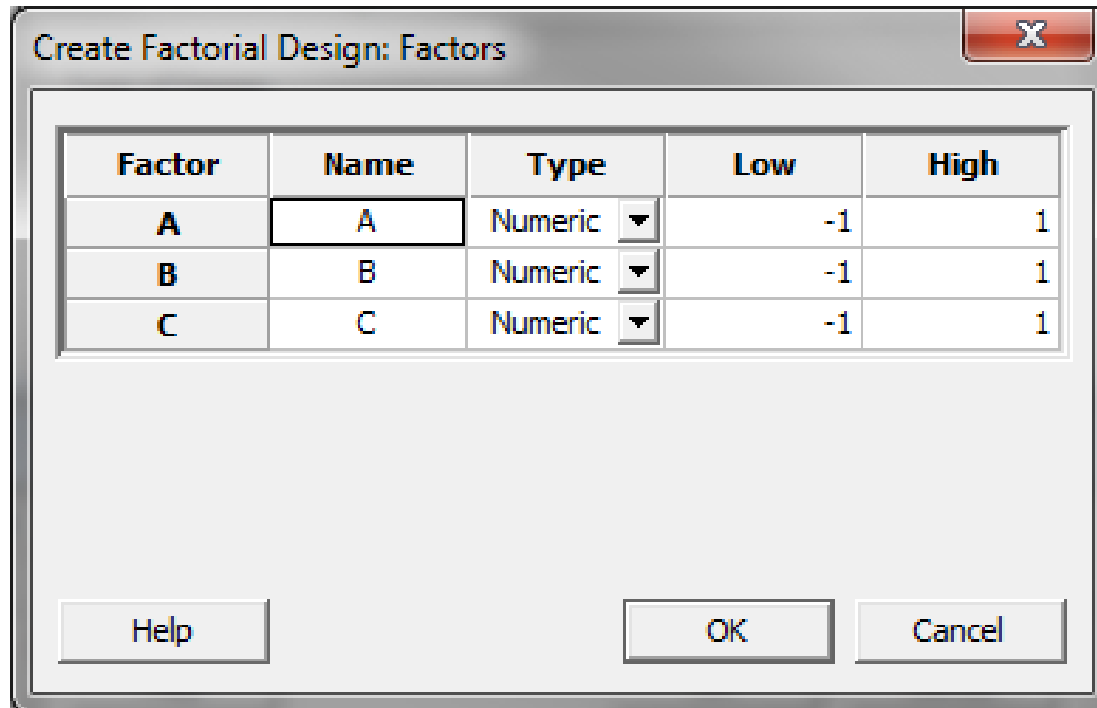 Create Factorial Design: Factors
Factor Name Type Low High
A A Numeric -1 1
B B Numeric -1 1
C C Numeric -1 1
Help OK Cancel